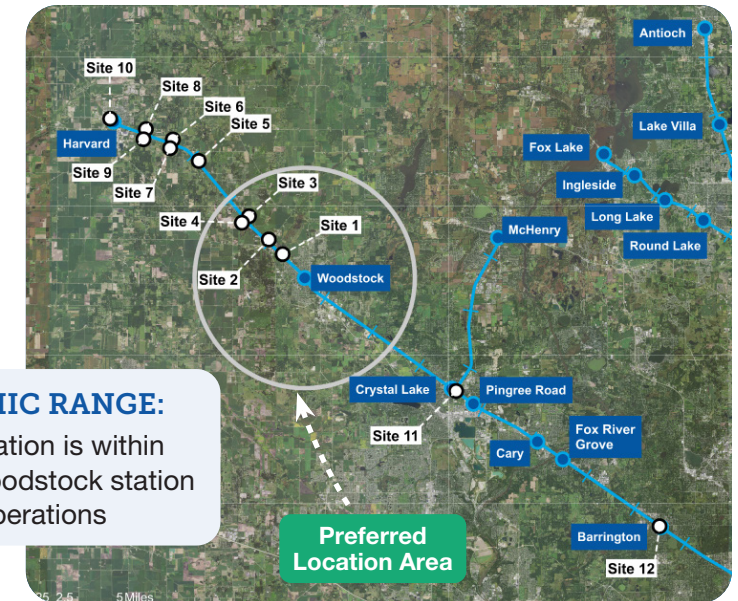 Antioch
Site 10
Site 8
Site 6
Site 5
Lake Villa
Harvard
Fox Lake
Site 9
Site 7
Ingleside
Site 3
Long Lake
Site 4
Site 1
McHenry
Round Lake
Site 2
Woodstock
Crystal Lake
Pingree Road
HIC RANGE:
Site 11
Fox River
Grove
ation is within
Cary
oodstock station
perations
Preferred
Location Area
Barrington
Site 12
25 2.5 5 Miles